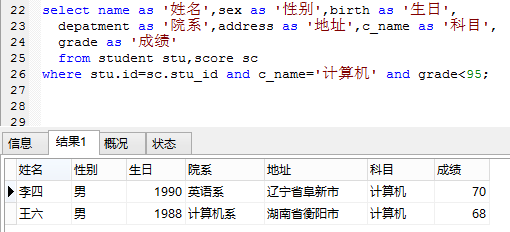 22 select name as '姓名',sex as '性别',birth as '生日',
23 depatment as '院系',address as '地址',c_name as '科目',
24 grade as '成绩'
25 from student stu,score sc
26 where stu.id=sc.stu_id and c_name='计算机' and grade<95;
27
28
29
信息 结果1 概况 状态
姓名 性别 生日 院系 地址 科目 成绩
李四 男 1990 英语系 辽宁省阜新市 计算机 70
王六 男 1988 计算机系 湖南省衡阳市 计算机 68